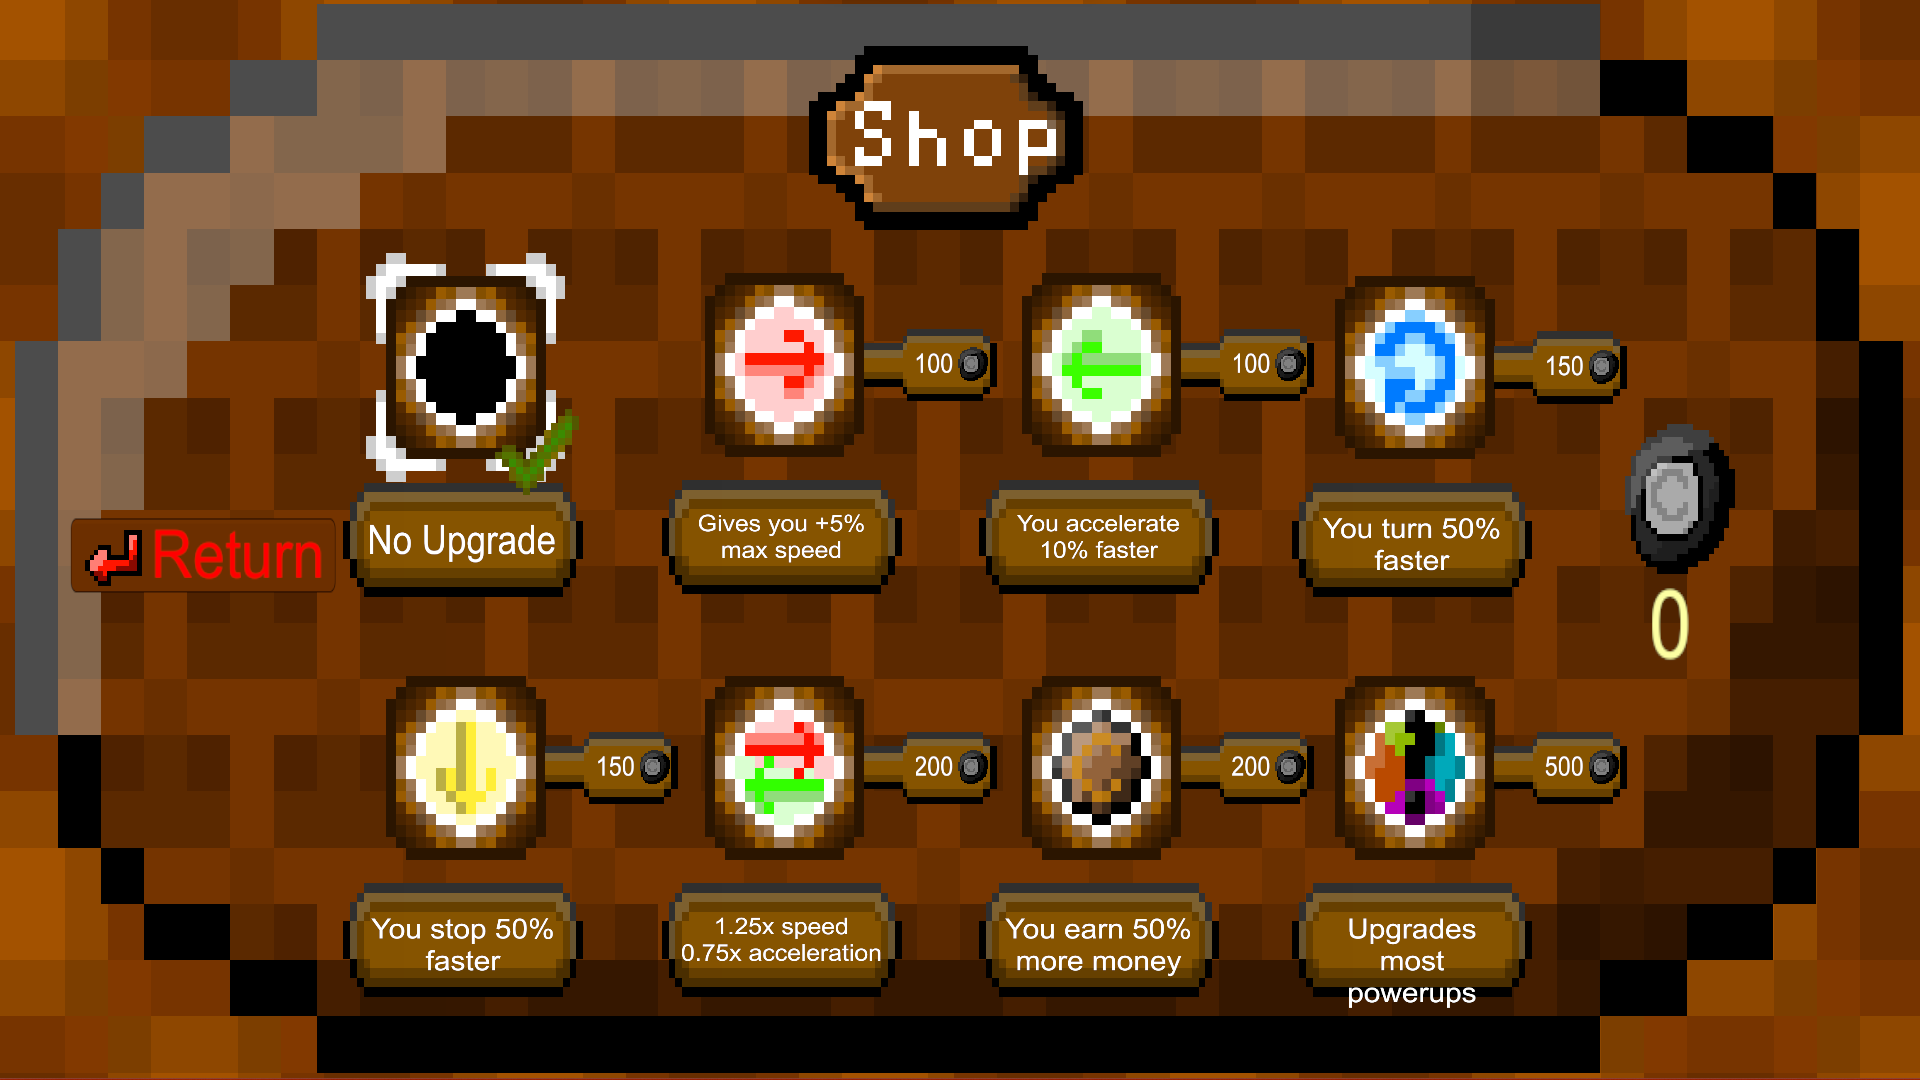 Shop
100
100
150
No Upgrade
Gives you +5%
max speed
You accelerate
10% faster
You turn 50%
faster
Return
0
150
200
200
500
You stop 50%
faster
1.25x speed
0.75x acceleration
You earn 50%
more money
Upgrades
most
powerups